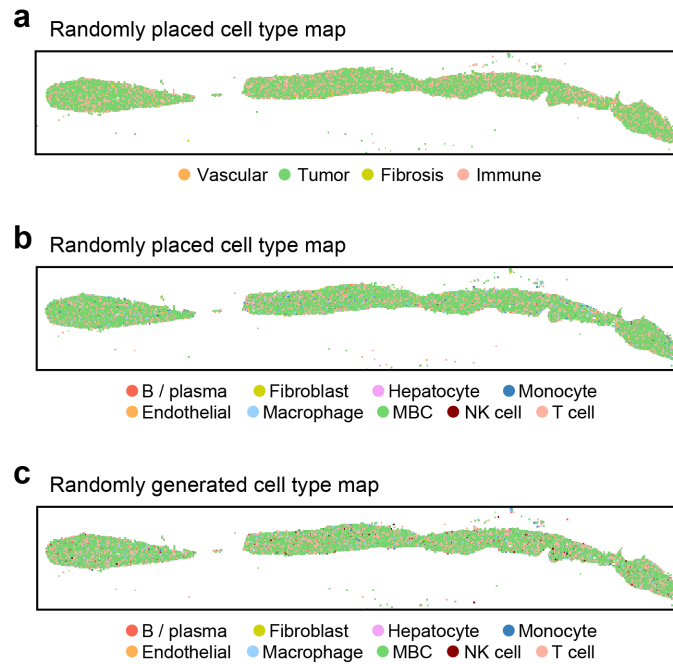 a
Randomly placed cell type map
Vascular Tumor Fibrosis Immune
b
Randomly placed cell type map
B / plasma Fibroblast Hepatocyte Monocyte
Endothelial Macrophage MBC NK cell T cell
c
Randomly generated cell type map
B / plasma Fibroblast Hepatocyte Monocyte
Endothelial Macrophage MBC NK cell T cell